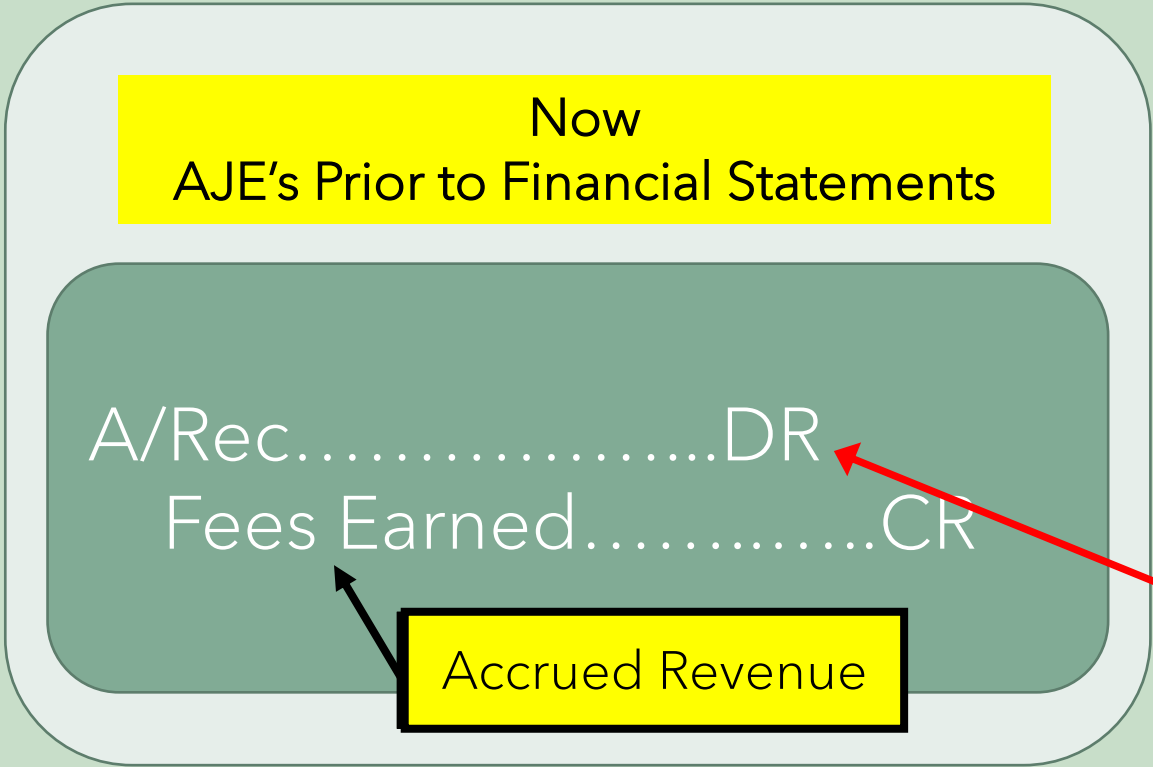 Now
AJE’s Prior to Financial Statements
A/Rec………………...DR
Fees Earned……..…..CR
Accrued Revenue